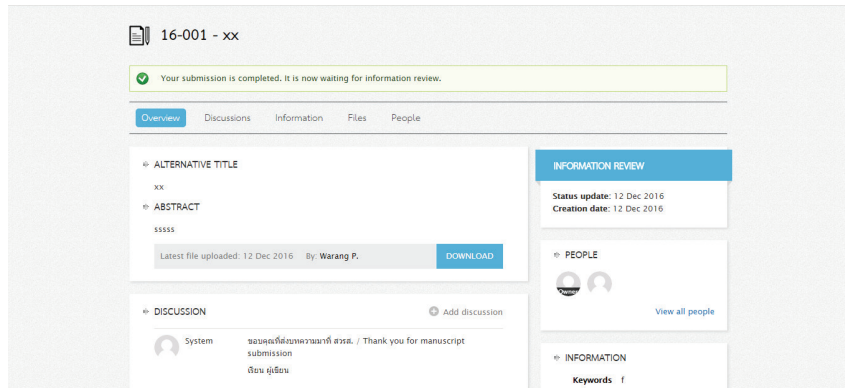 16-001 - xx
Your submission is completed. It is now waiting for information review.
Overview Discussions Information Files People
ALTERNATIVE TITLE
xx
ABSTRACT
sssss
Latest file uploaded: 12 Dec 2016 By: Warang P. DOWNLOAD
DISCUSSION Add discussion
System ขอบคุณที่ส่งบทความมาที่ สวรส. / Thank you for manuscript
submission
เรียน ผู้เขียน
INFORMATION REVIEW
Status update: 12 Dec 2016
Creation date: 12 Dec 2016
PEOPLE
Owner
View all people
INFORMATION
Keywords f